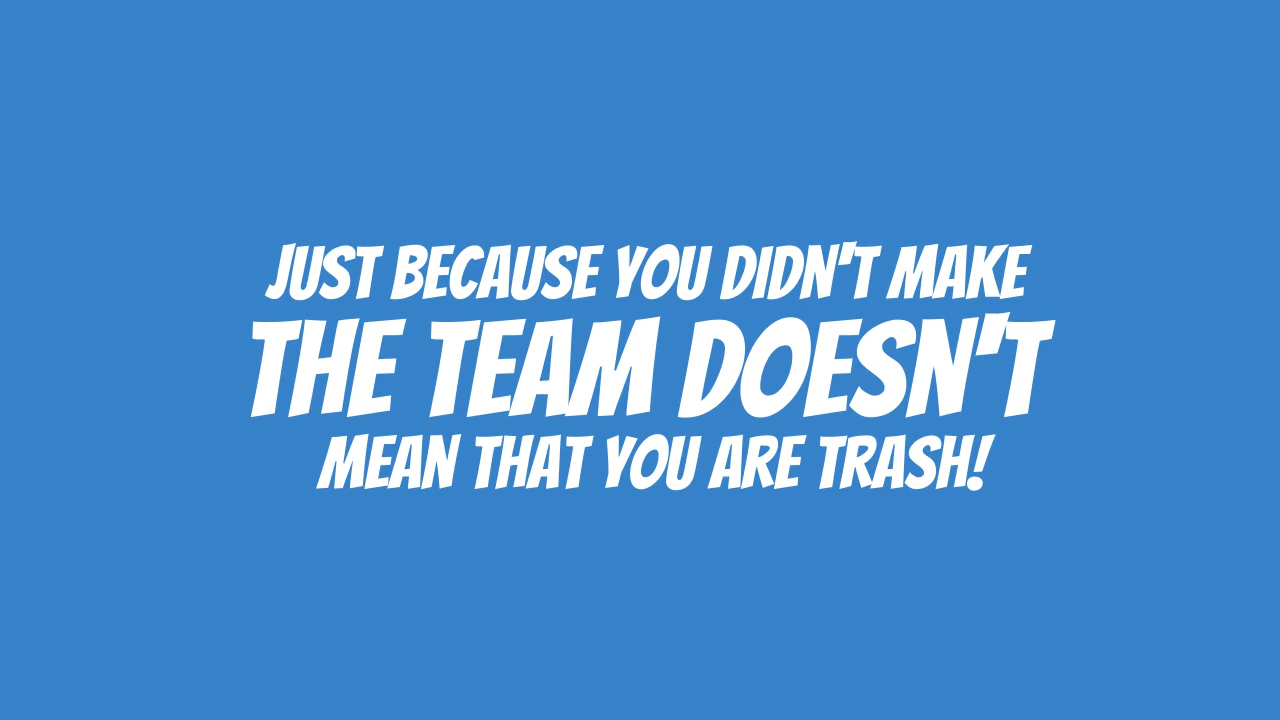 JUST BECAUSE YOU DIDN'T MAKE
THE TEAM DOESN'T
MEAN THAT YOU ARE TRASH!